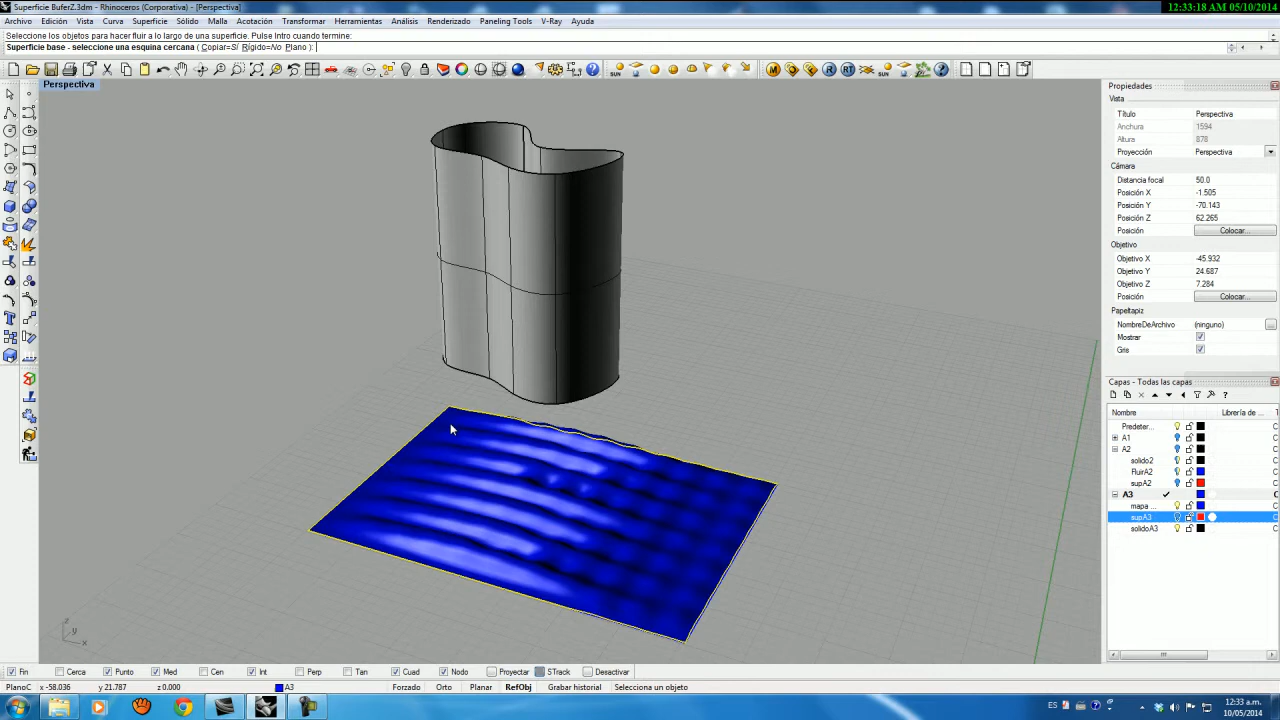 Superficie BuferZ.3dm - Rhinoceros (Corporativa) - [Perspectiva]
12:33:18 AM 05/10/2014
Archivo Edición Vista Curva Superficie Sólido Malla Acotación Transformar Herramientas Análisis Renderizado Paneling Tools V-Ray Ayuda
Seleccione los objetos para hacer fluir a lo largo de una superficie. Pulse Intro cuando termine:
Superficie base - seleccione una esquina cercana ( Copiar=Sí Rígido=No Plano ):
Perspectiva
Propiedades
Vista
Título Perspectiva
Anchura 1594
Altura 878
Proyección Perspectiva
Cámara
Distancia focal 50.0
Posición X -1.505
Posición Y -70.143
Posición Z 62.265
Posición Colocar...
Objetivo
Objetivo X -45.932
Objetivo Y 24.687
Objetivo Z 7.284
Posición Colocar...
Papeltapiz
NombreDeArchivo (ninguno)
Mostrar
Gris
Capas - Todas las capas
Nombre Librería de ...
Predeter...
A1
A2
solido2
FluirA2
supA2
A3
mapa ...
supA3
solidoA3
z
y
x
Fin Cerca Punto Med Cen Int Perp Tan Cuad Nodo Proyectar STrack Desactivar
PlanoC x -58.036 y 21.787 z 0.000 A3 Forzado Orto Planar RefObj Grabar historial Selecciona un objeto
ES 12:33 a.m.
10/05/2014